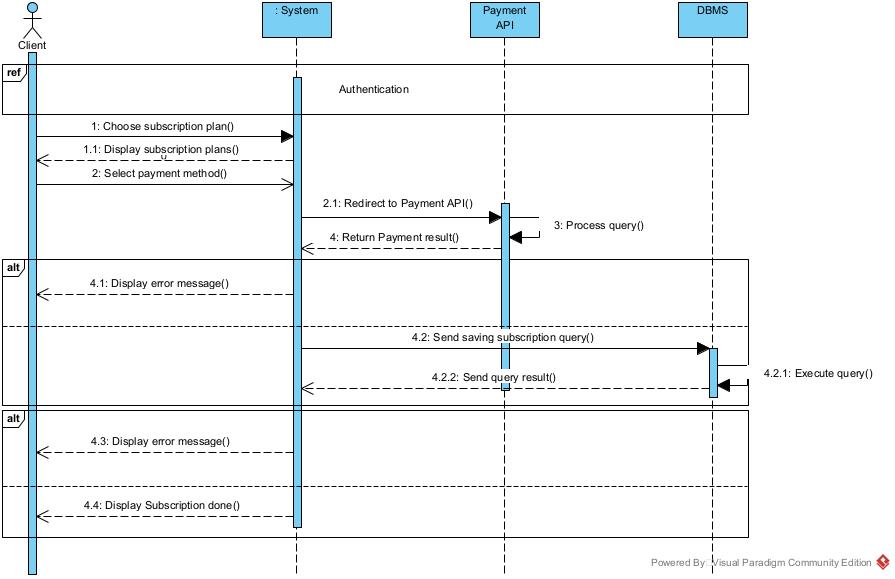 : System
Payment
API
DBMS
Client
ref
Authentication
1: Choose subscription plan()
1.1: Display subscription plans()
2: Select payment method()
2.1: Redirect to Payment API()
3: Process query()
4: Return Payment result()
alt
4.1: Display error message()
4.2: Send saving subscription query()
4.2.1: Execute query()
4.2.2: Send query result()
alt
4.3: Display error message()
4.4: Display Subscription done()
Powered By Visual Paradigm Community Edition